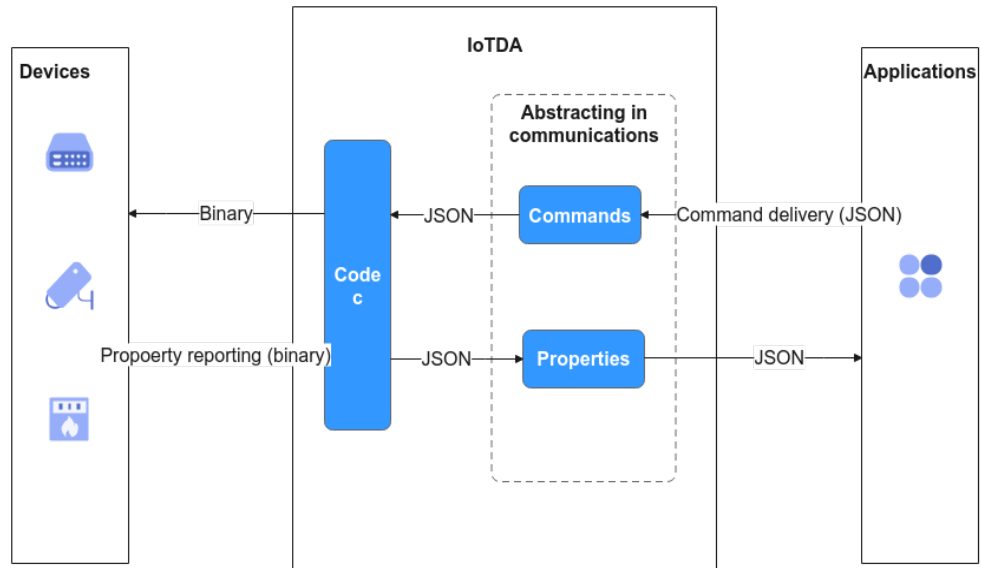 IoTDA
Devices
Applications
Abstracting in
communications
Binary
JSON
Commands
Command delivery (JSON)
Code
c
Propoerty reporting (binary)
JSON
Properties
JSON